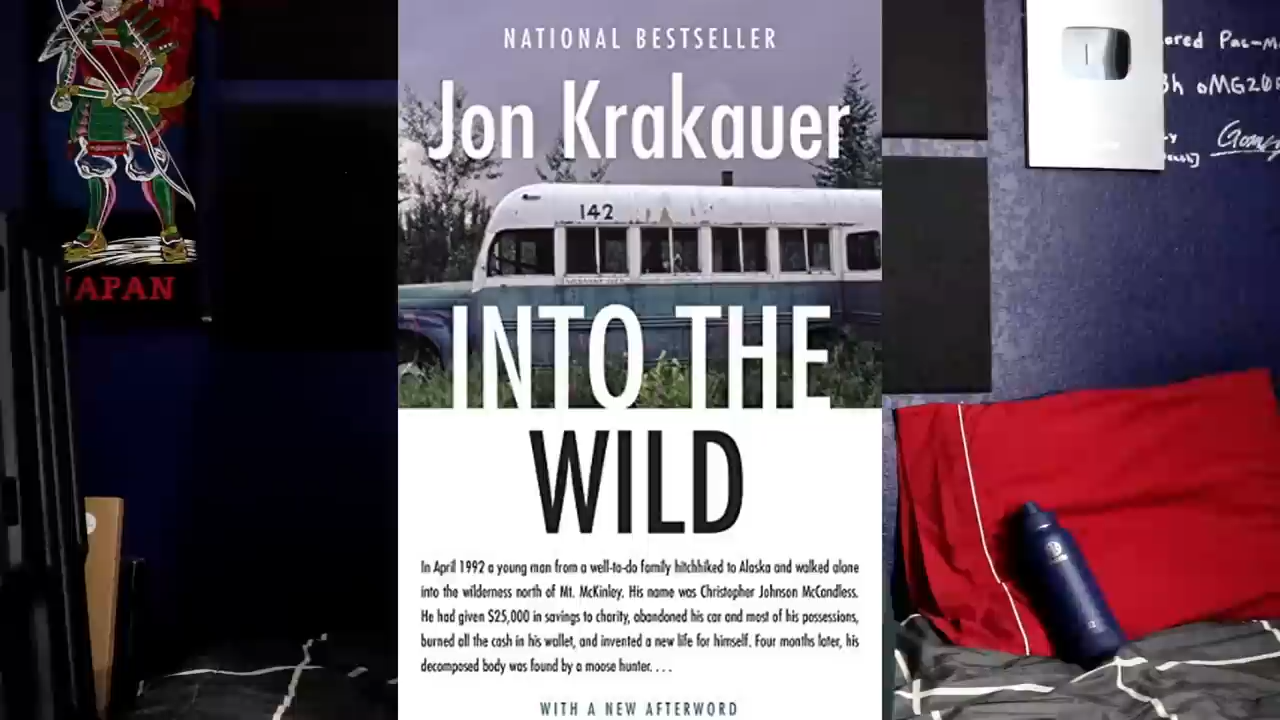 NATIONAL BESTSELLER
Jon Krakauer
142
INTO THE
WILD
In April 1992 a young man from a well-to-do family hitchhiked to Alaska and walked alone
into the wilderness north of Mt. McKinley. His name was Christopher Johnson McCandless.
He had given $25,000 in savings to charity, abandoned his car and most of his possessions,
burned all the cash in his wallet, and invented a new life for himself. Four months later, his
decomposed body was found by a moose hunter. . . .
WITH A NEW AFTERWORD
JAPAN
Pac-M